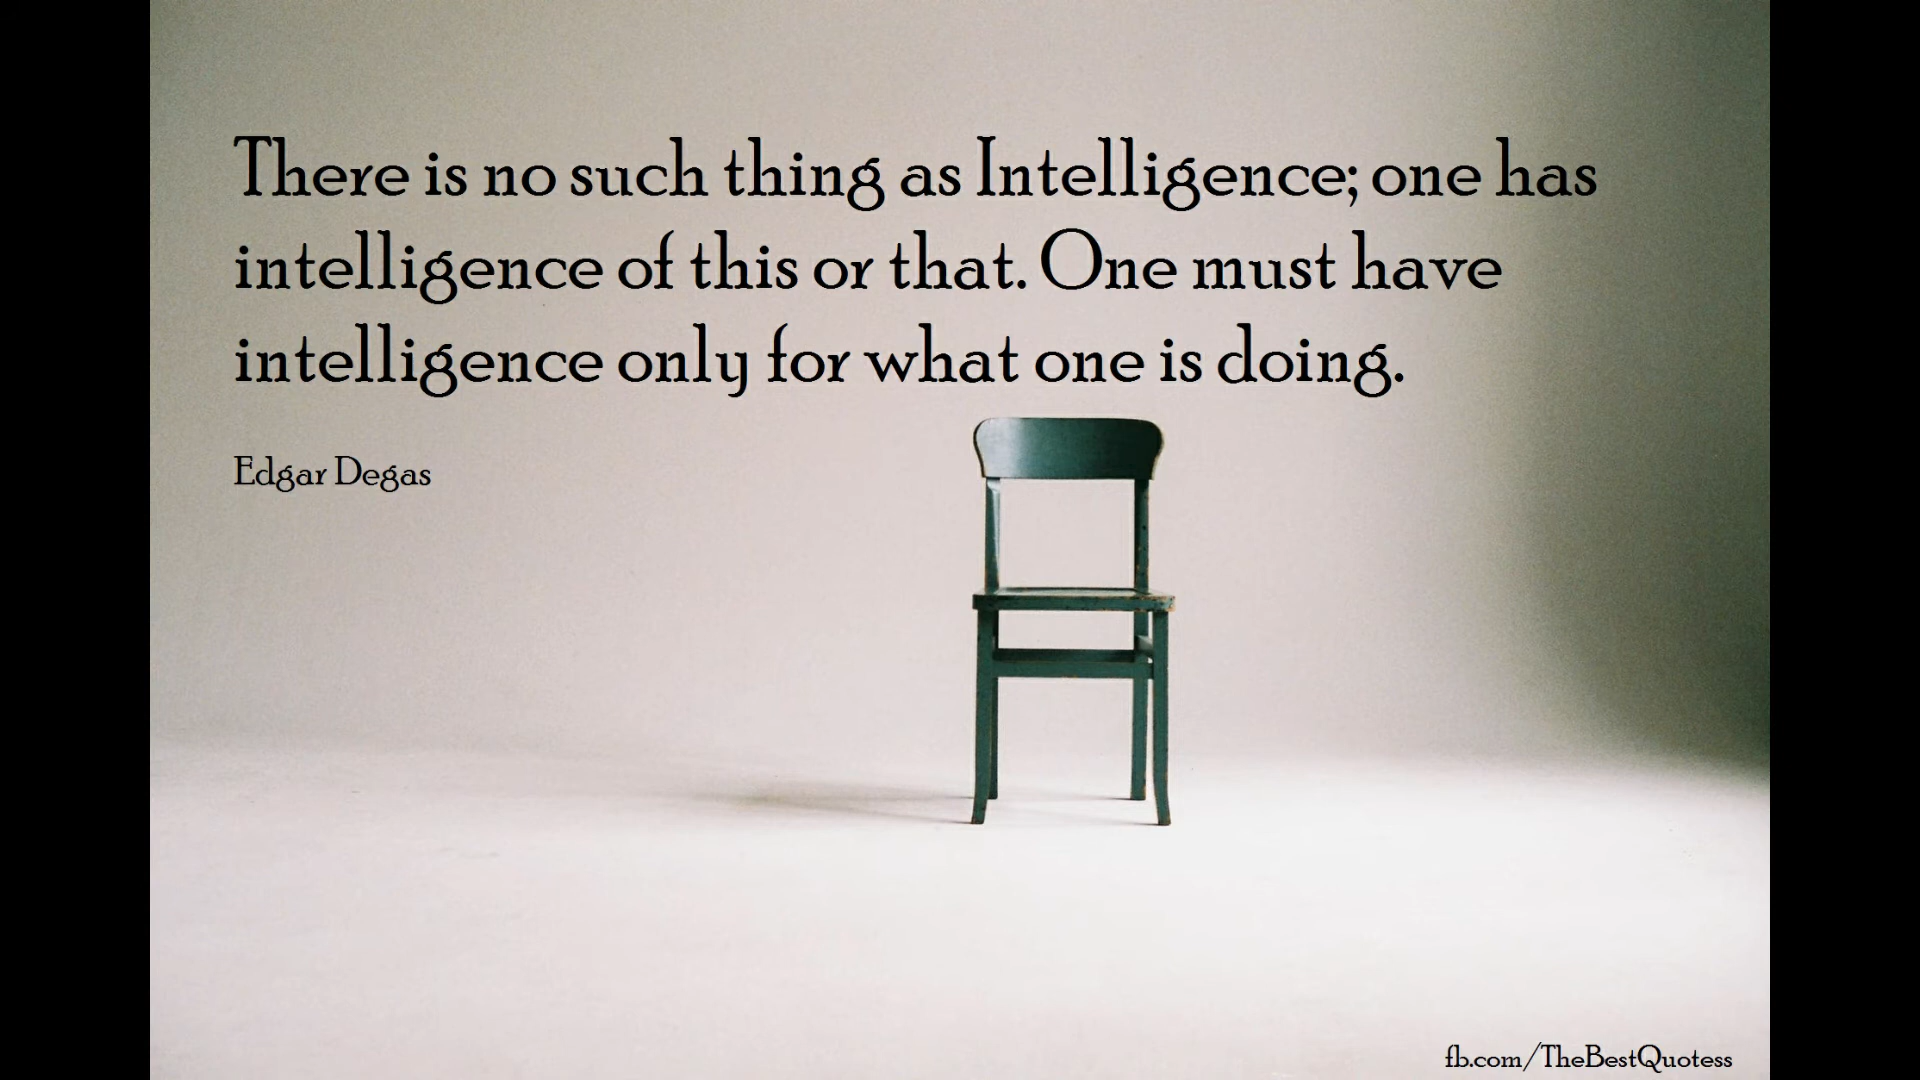 There is no such thing as Intelligence; one has
intelligence of this or that. One must have
intelligence only for what one is doing.
Edgar Degas
fb.com/TheBestQuotess